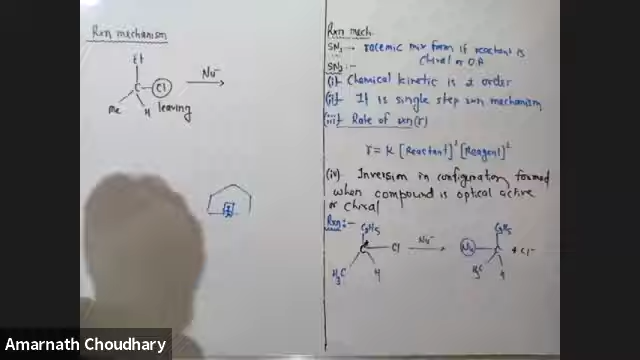 Rxn mechanism
Et
C
Cl
Nu⁻
Me
H
leaving
Rxn mech.
SN1 → racemic mix form if reactant is
chiral or O.A
SN2:-
(i) Chemical kinetic is 2 order
(ii) It is single step rxn mechanism
(iii) Rate of rxn(r)
r = K [Reactant]¹ [Reagent]¹
(iv) Inversion in configuration formed
when compound is optical active
or chiral
Rxn:-
C₂H₅
C
Cl
Nu⁻
H₃C
H
C₂H₅
Nu
C
+ Cl⁻
H₃C
H
Amarnath Choudhary